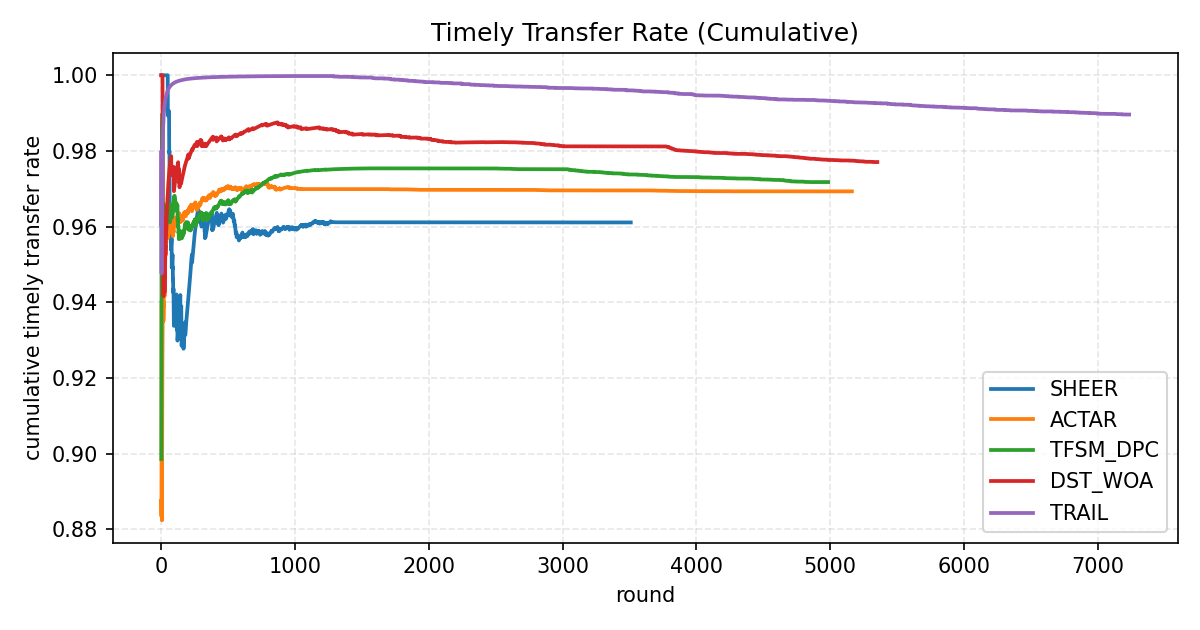 Timely Transfer Rate (Cumulative)
cumulative timely transfer rate
1.00
0.98
0.96
0.94
0.92
0.90
0.88
0 1000 2000 3000 4000 5000 6000 7000
round
SHEER
ACTAR
TFSM_DPC
DST_WOA
TRAIL